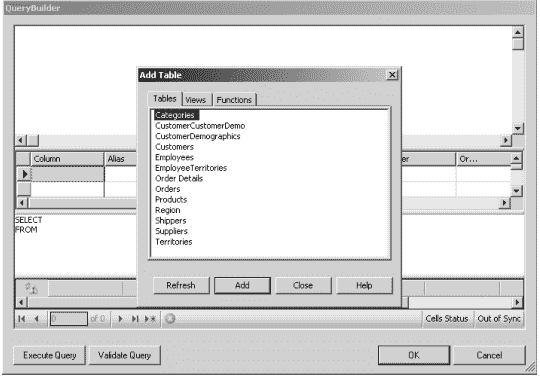 QueryBuilder
Add Table
Tables Views Functions
Categories
CustomerCustomerDemo
CustomerDemographics
Customers
Employees
EmployeeTerritories
Order Details
Orders
Products
Region
Shippers
Suppliers
Territories
Refresh Add Close Help
Column Alias er Or...
SELECT
FROM
0 of 0 Cells Status Out of Sync
Execute Query Validate Query OK Cancel